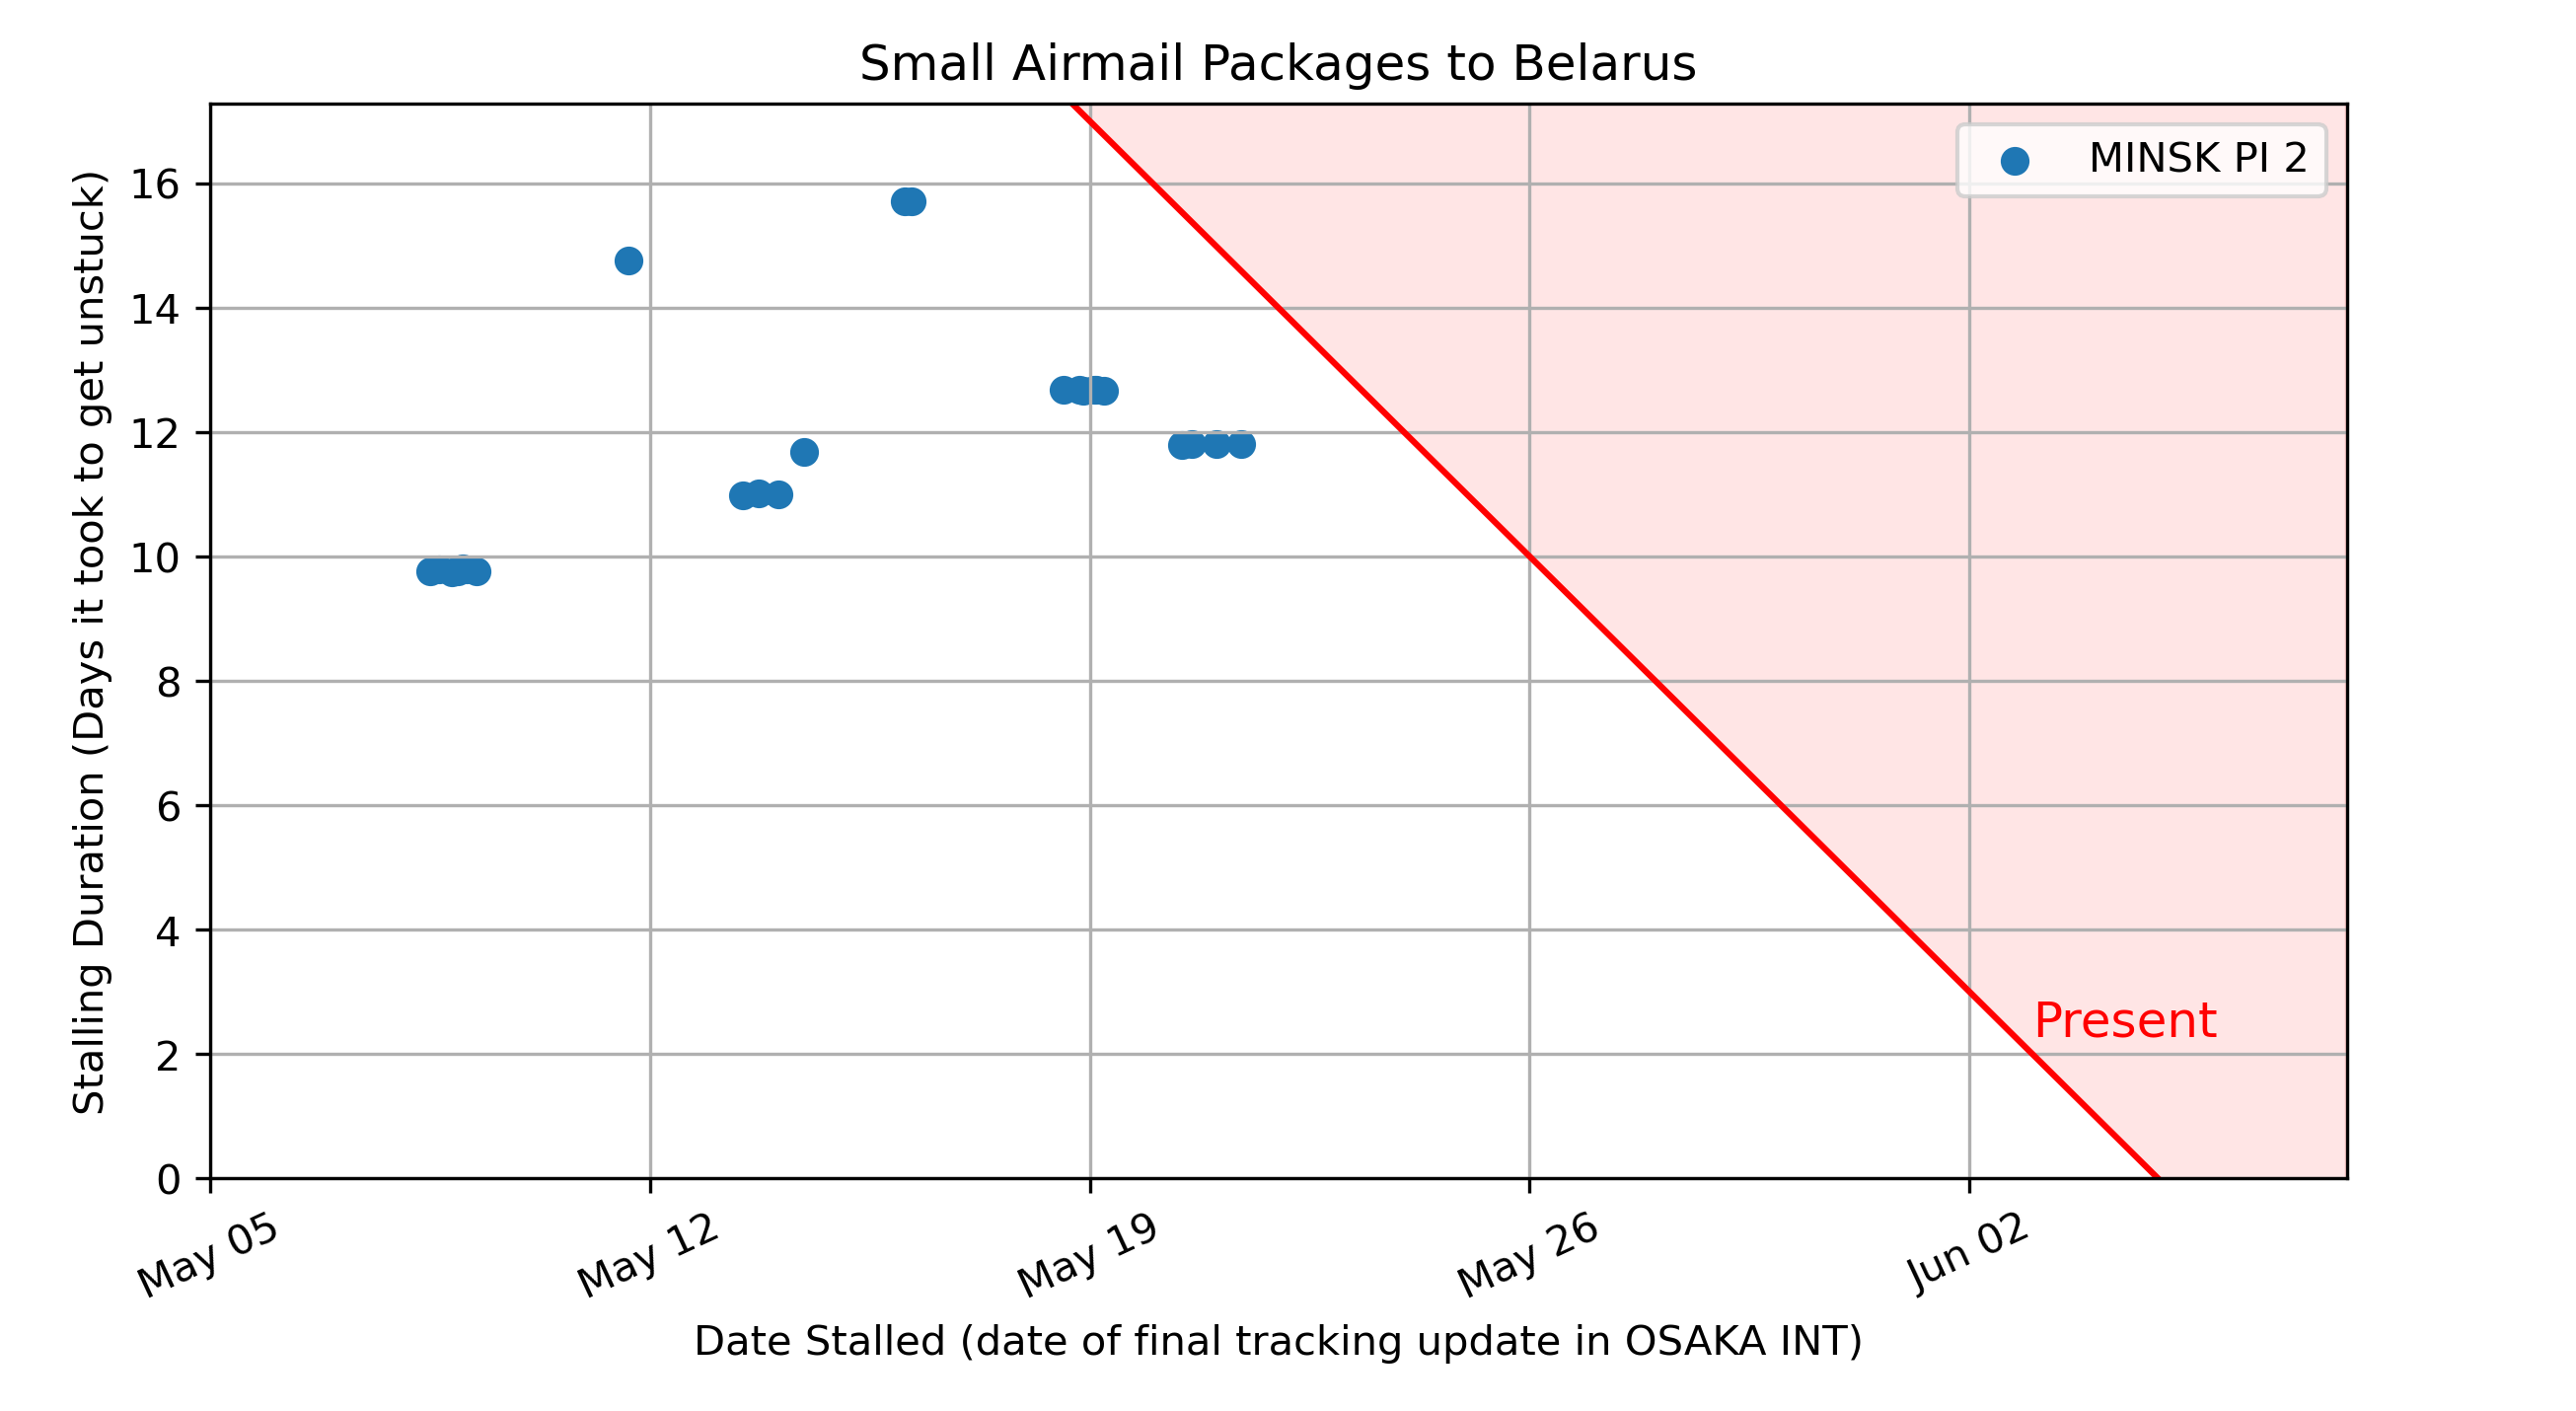 Small Airmail Packages to Belarus
MINSK PI 2
Stalling Duration (Days it took to get unstuck)
16
14
12
10
8
6
4
2
0
Present
May 05
May 12
May 19
May 26
Jun 02
Date Stalled (date of final tracking update in OSAKA INT)